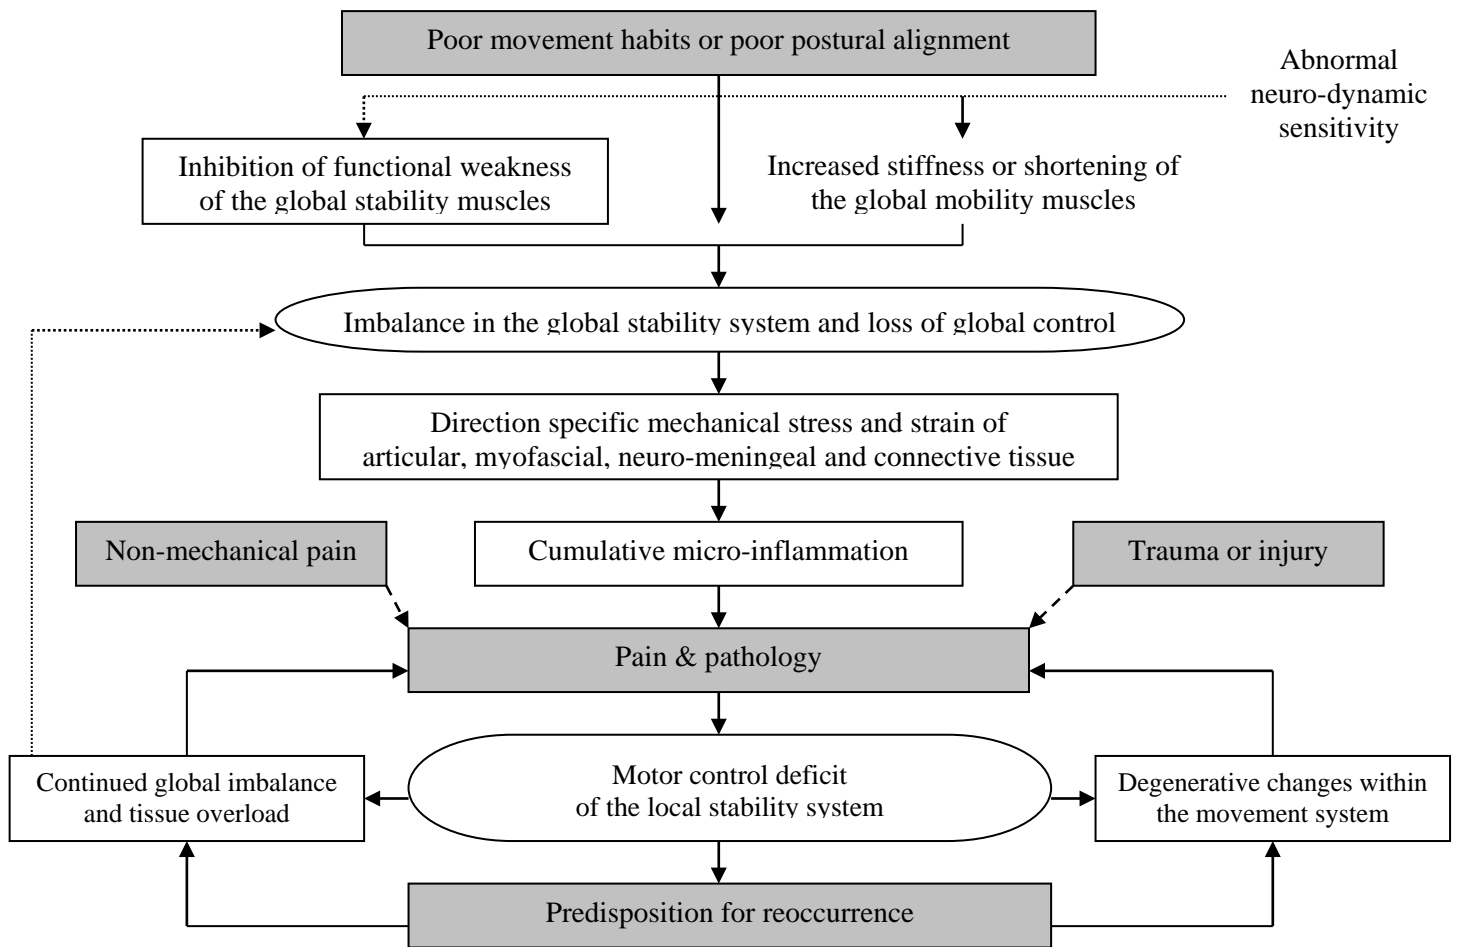 Poor movement habits or poor postural alignment
Abnormal
neuro-dynamic
sensitivity
Inhibition of functional weakness
of the global stability muscles
Increased stiffness or shortening of
the global mobility muscles
Imbalance in the global stability system and loss of global control
Direction specific mechanical stress and strain of
articular, myofascial, neuro-meningeal and connective tissue
Non-mechanical pain
Cumulative micro-inflammation
Trauma or injury
Pain & pathology
Continued global imbalance
and tissue overload
Motor control deficit
of the local stability system
Degenerative changes within
the movement system
Predisposition for reoccurrence